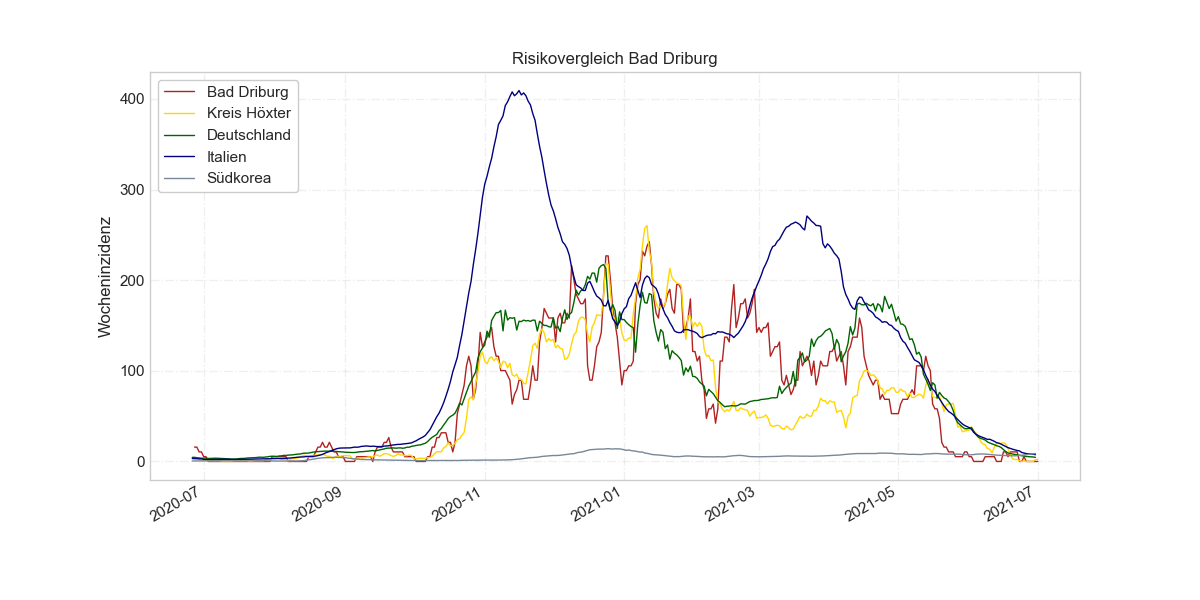 Risikovergleich Bad Driburg
Wocheninzidenz
400
300
200
100
0
Bad Driburg
Kreis Höxter
Deutschland
Italien
Südkorea
2020-07
2020-09
2020-11
2021-01
2021-03
2021-05
2021-07